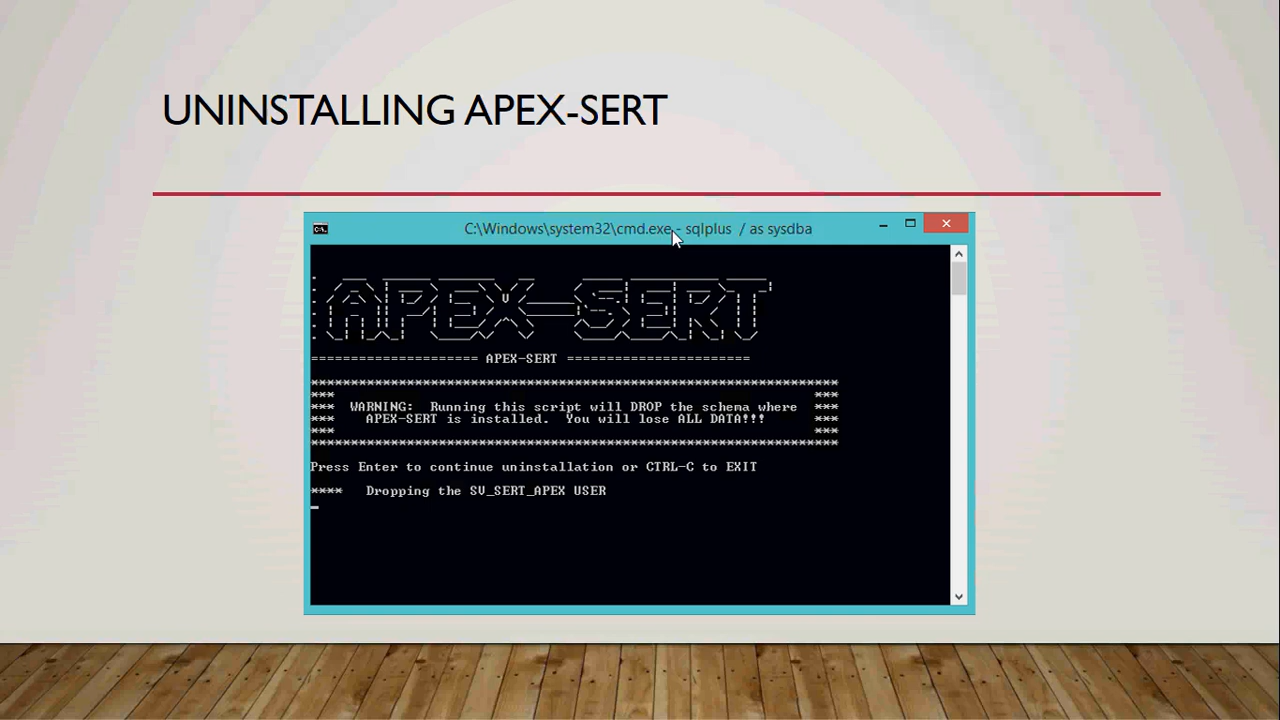 UNINSTALLING APEX-SERT
C:\Windows\system32\cmd.exe - sqlplus / as sysdba
APEX-SERT
===================== APEX-SERT =======================
*******************************************************************
*** ***
*** WARNING: Running this script will DROP the schema where ***
*** APEX-SERT is installed. You will lose ALL DATA!!! ***
*** ***
*******************************************************************
Press Enter to continue uninstallation or CTRL-C to EXIT
**** Dropping the SV_SERT_APEX USER